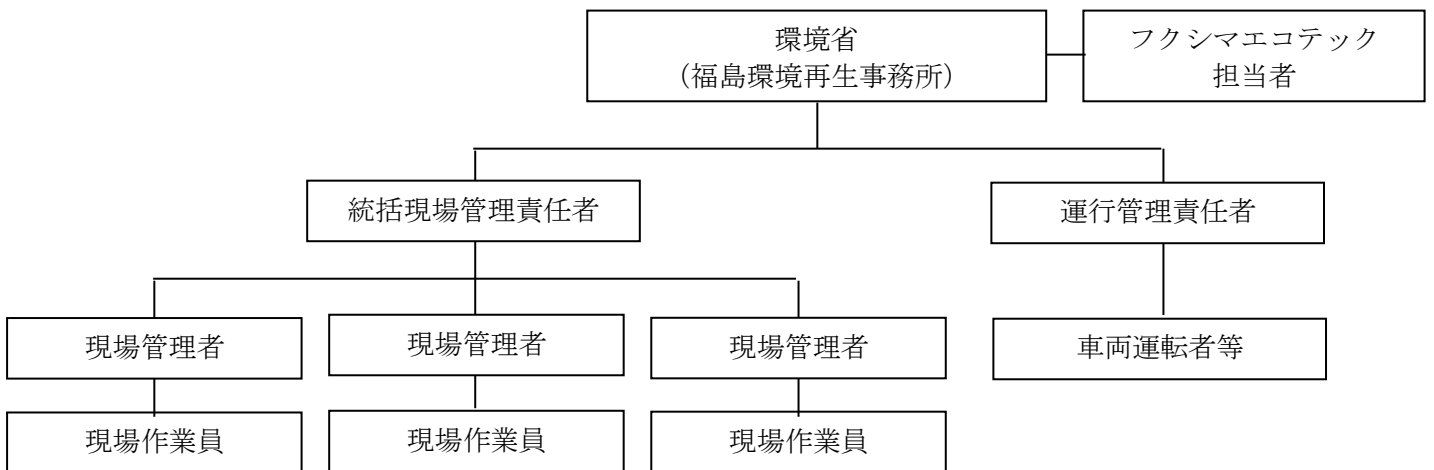 環境省
（福島環境再生事務所）
フクシマエコテック
担当者
統括現場管理責任者
運行管理責任者
現場管理者
現場管理者
現場管理者
車両運転者等
現場作業員
現場作業員
現場作業員